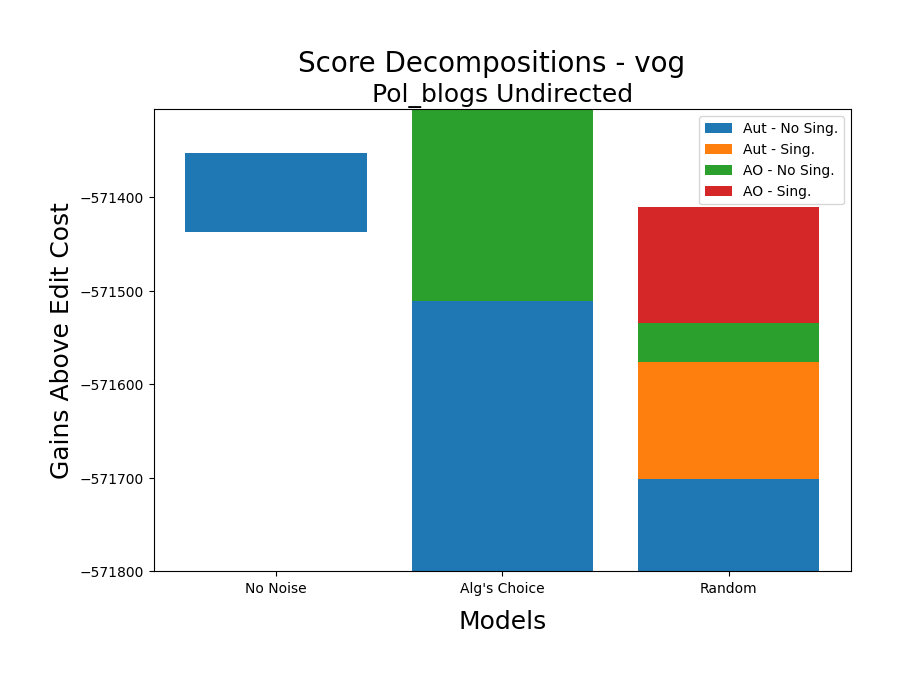 Score Decompositions - vog
Pol_blogs Undirected
Aut - No Sing.
Aut - Sing.
AO - No Sing.
AO - Sing.
Gains Above Edit Cost
−571400
−571500
−571600
−571700
−571800
No Noise
Alg's Choice
Random
Models